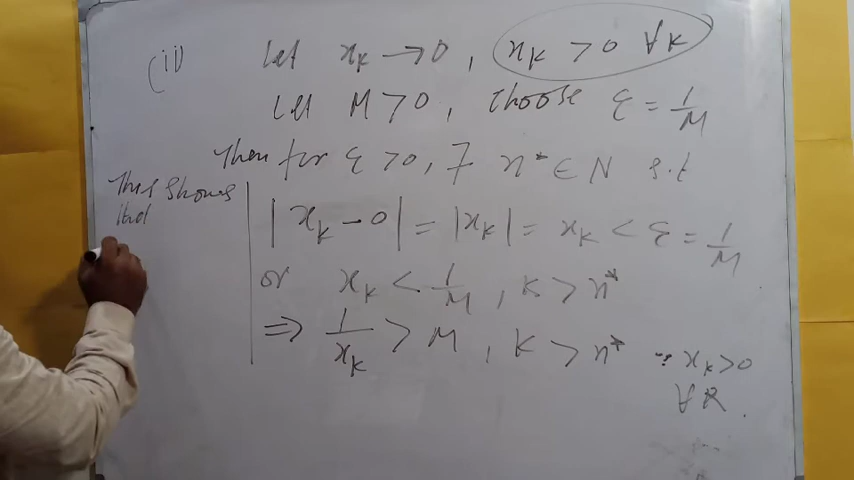 (ii) Let xₖ → 0, xₖ > 0 ∀k
Let M > 0, choose ε = 1/M
Then for ε > 0, ∃ n* ∈ N s.t
|xₖ - 0| = |xₖ| = xₖ < ε = 1/M
or xₖ < 1/M, k > n*
⇒ 1/xₖ > M, k > n* ∵ xₖ > 0
∀k.
This shows
that